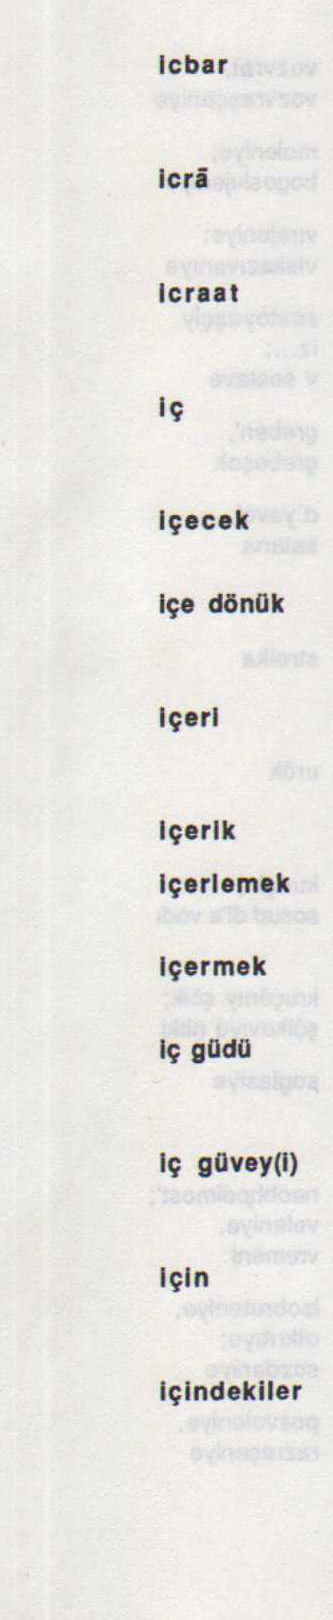 icbar
icrā
icraat
iç
içecek
içe dönük
içeri
içerik
içerlemek
içermek
iç güdü
iç güvey(i)
için
içindekiler